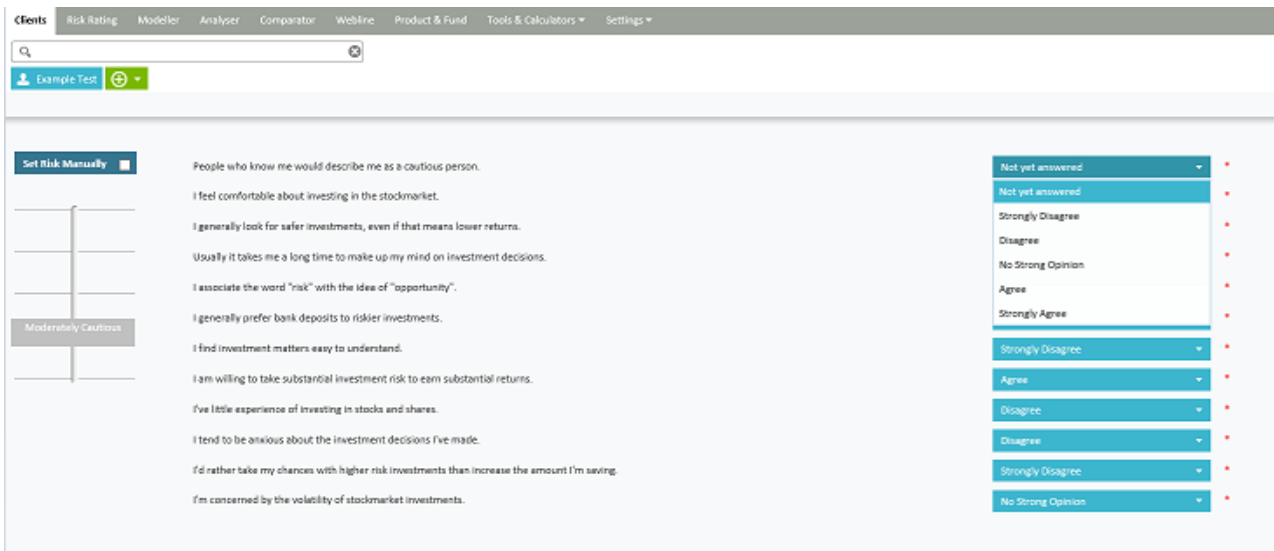 Clients Risk Rating Modeller Analyser Comparator Webline Product & Fund Tools & Calculators Settings
Example Test
Set Risk Manually
People who know me would describe me as a cautious person. Not yet answered *
I feel comfortable about investing in the stockmarket. Not yet answered *
I generally look for safer investments, even if that means lower returns. Strongly Disagree *
Disagree
Usually it takes me a long time to make up my mind on investment decisions. *
No Strong Opinion
I associate the word "risk" with the idea of "opportunity". Agree *
I generally prefer bank deposits to riskier investments. Strongly Agree *
Moderately Cautious
I find investment matters easy to understand. Strongly Disagree *
I am willing to take substantial investment risk to earn substantial returns. Agree *
I've little experience of investing in stocks and shares. Disagree *
I tend to be anxious about the investment decisions I've made. Disagree *
I'd rather take my chances with higher risk investments than increase the amount I'm saving. Strongly Disagree *
I'm concerned by the volatility of stockmarket investments. No Strong Opinion *